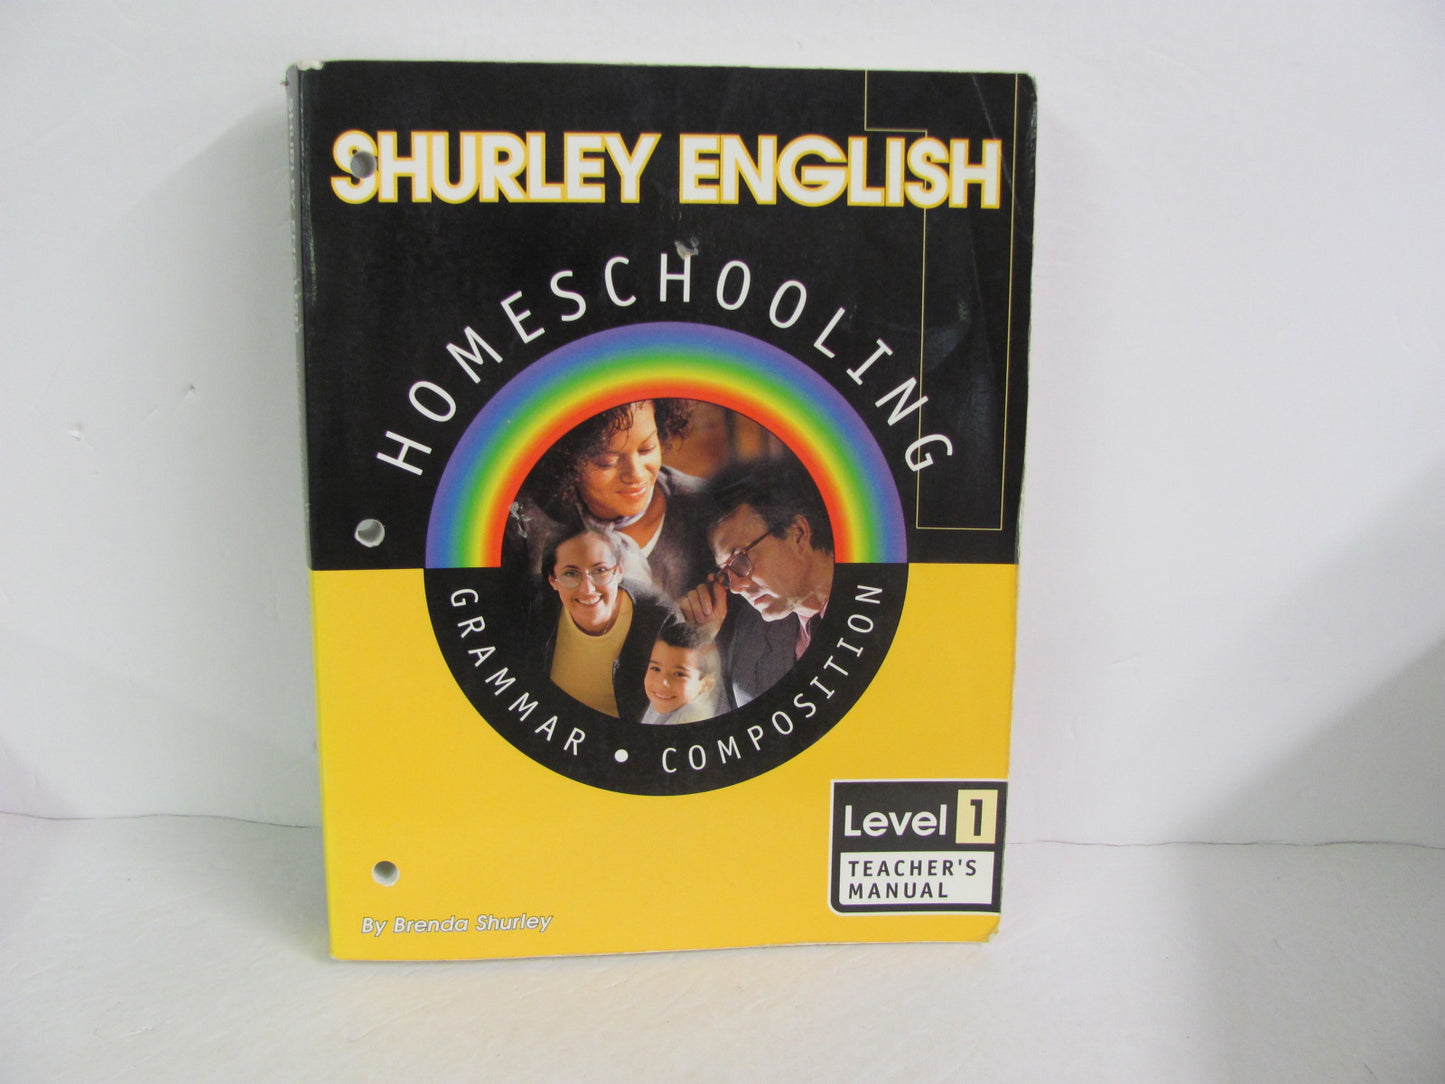 SHURLEY ENGLISH
HOMESCHOOLING
GRAMMAR • COMPOSITION
Level 1
TEACHER'S
MANUAL
By Brenda Shurley